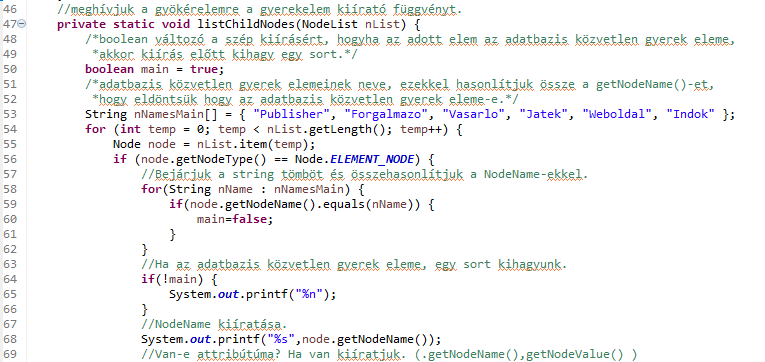 46 //meghívjuk a gyökérelemre a gyerekelem kiírató függvényt.
47 private static void listChildNodes(NodeList nList) {
48 /*boolean változó a szép kiírásért, hogyha az adott elem az adatbazis közvetlen gyerek eleme,
49 *akkor kiírás előtt kihagy egy sort.*/
50 boolean main = true;
51 /*adatbazis közvetlen gyerek elemeinek neve, ezekkel hasonlítjuk össze a getNodeName()-et,
52 *hogy eldöntsük hogy az adatbazis közvetlen gyerek eleme-e.*/
53 String nNamesMain[] = { "Publisher", "Forgalmazo", "Vasarlo", "Jatek", "Weboldal", "Indok" };
54 for (int temp = 0; temp < nList.getLength(); temp++) {
55 Node node = nList.item(temp);
56 if (node.getNodeType() == Node.ELEMENT_NODE) {
57 //Bejárjuk a string tömböt és összehasonlítjuk a NodeName-ekkel.
58 for(String nName : nNamesMain) {
59 if(node.getNodeName().equals(nName)) {
60 main=false;
61 }
62 }
63 //Ha az adatbazis közvetlen gyerek eleme, egy sort kihagyunk.
64 if(!main) {
65 System.out.printf("%n");
66 }
67 //NodeName kiíratása.
68 System.out.printf("%s",node.getNodeName());
69 //Van-e attribútúma? Ha van kiíratjuk. (.getNodeName(),getNodeValue() )